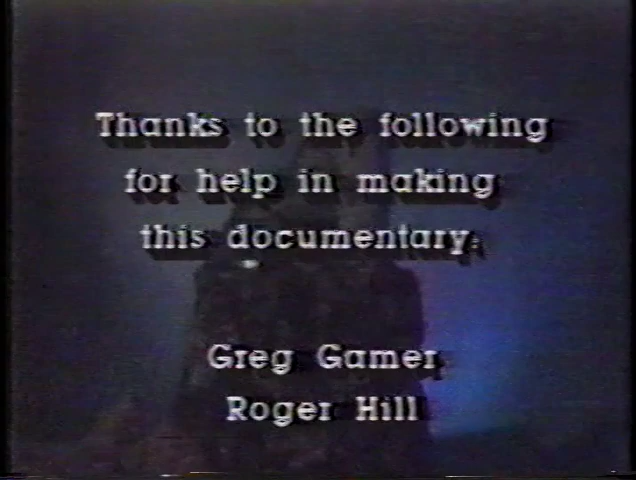 Thanks to the following
for help in making
this documentary.
Greg Gamer
Roger Hill